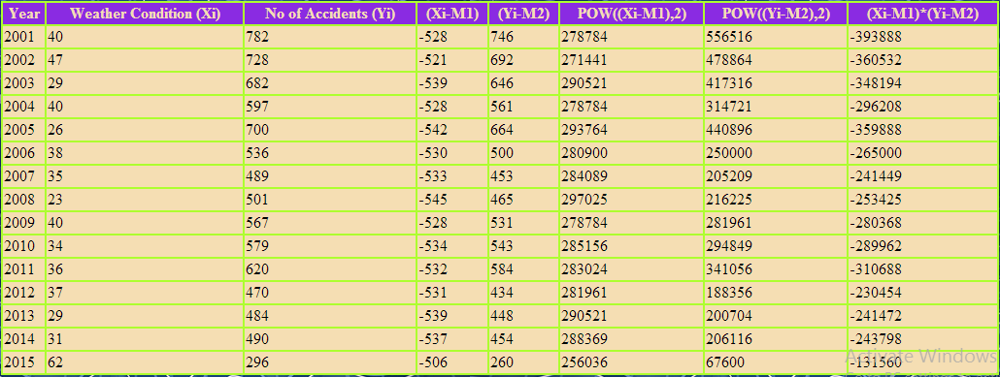 Year Weather Condition (Xi) No of Accidents (Yi) (Xi-M1) (Yi-M2) POW((Xi-M1),2) POW((Yi-M2),2) (Xi-M1)*(Yi-M2)
2001 40 782 -528 746 278784 556516 -393888
2002 47 728 -521 692 271441 478864 -360532
2003 29 682 -539 646 290521 417316 -348194
2004 40 597 -528 561 278784 314721 -296208
2005 26 700 -542 664 293764 440896 -359888
2006 38 536 -530 500 280900 250000 -265000
2007 35 489 -533 453 284089 205209 -241449
2008 23 501 -545 465 297025 216225 -253425
2009 40 567 -528 531 278784 281961 -280368
2010 34 579 -534 543 285156 294849 -289962
2011 36 620 -532 584 283024 341056 -310688
2012 37 470 -531 434 281961 188356 -230454
2013 29 484 -539 448 290521 200704 -241472
2014 31 490 -537 454 288369 206116 -243798
Activate Windows
2015 62 296 -506 260 256036 67600 -131560